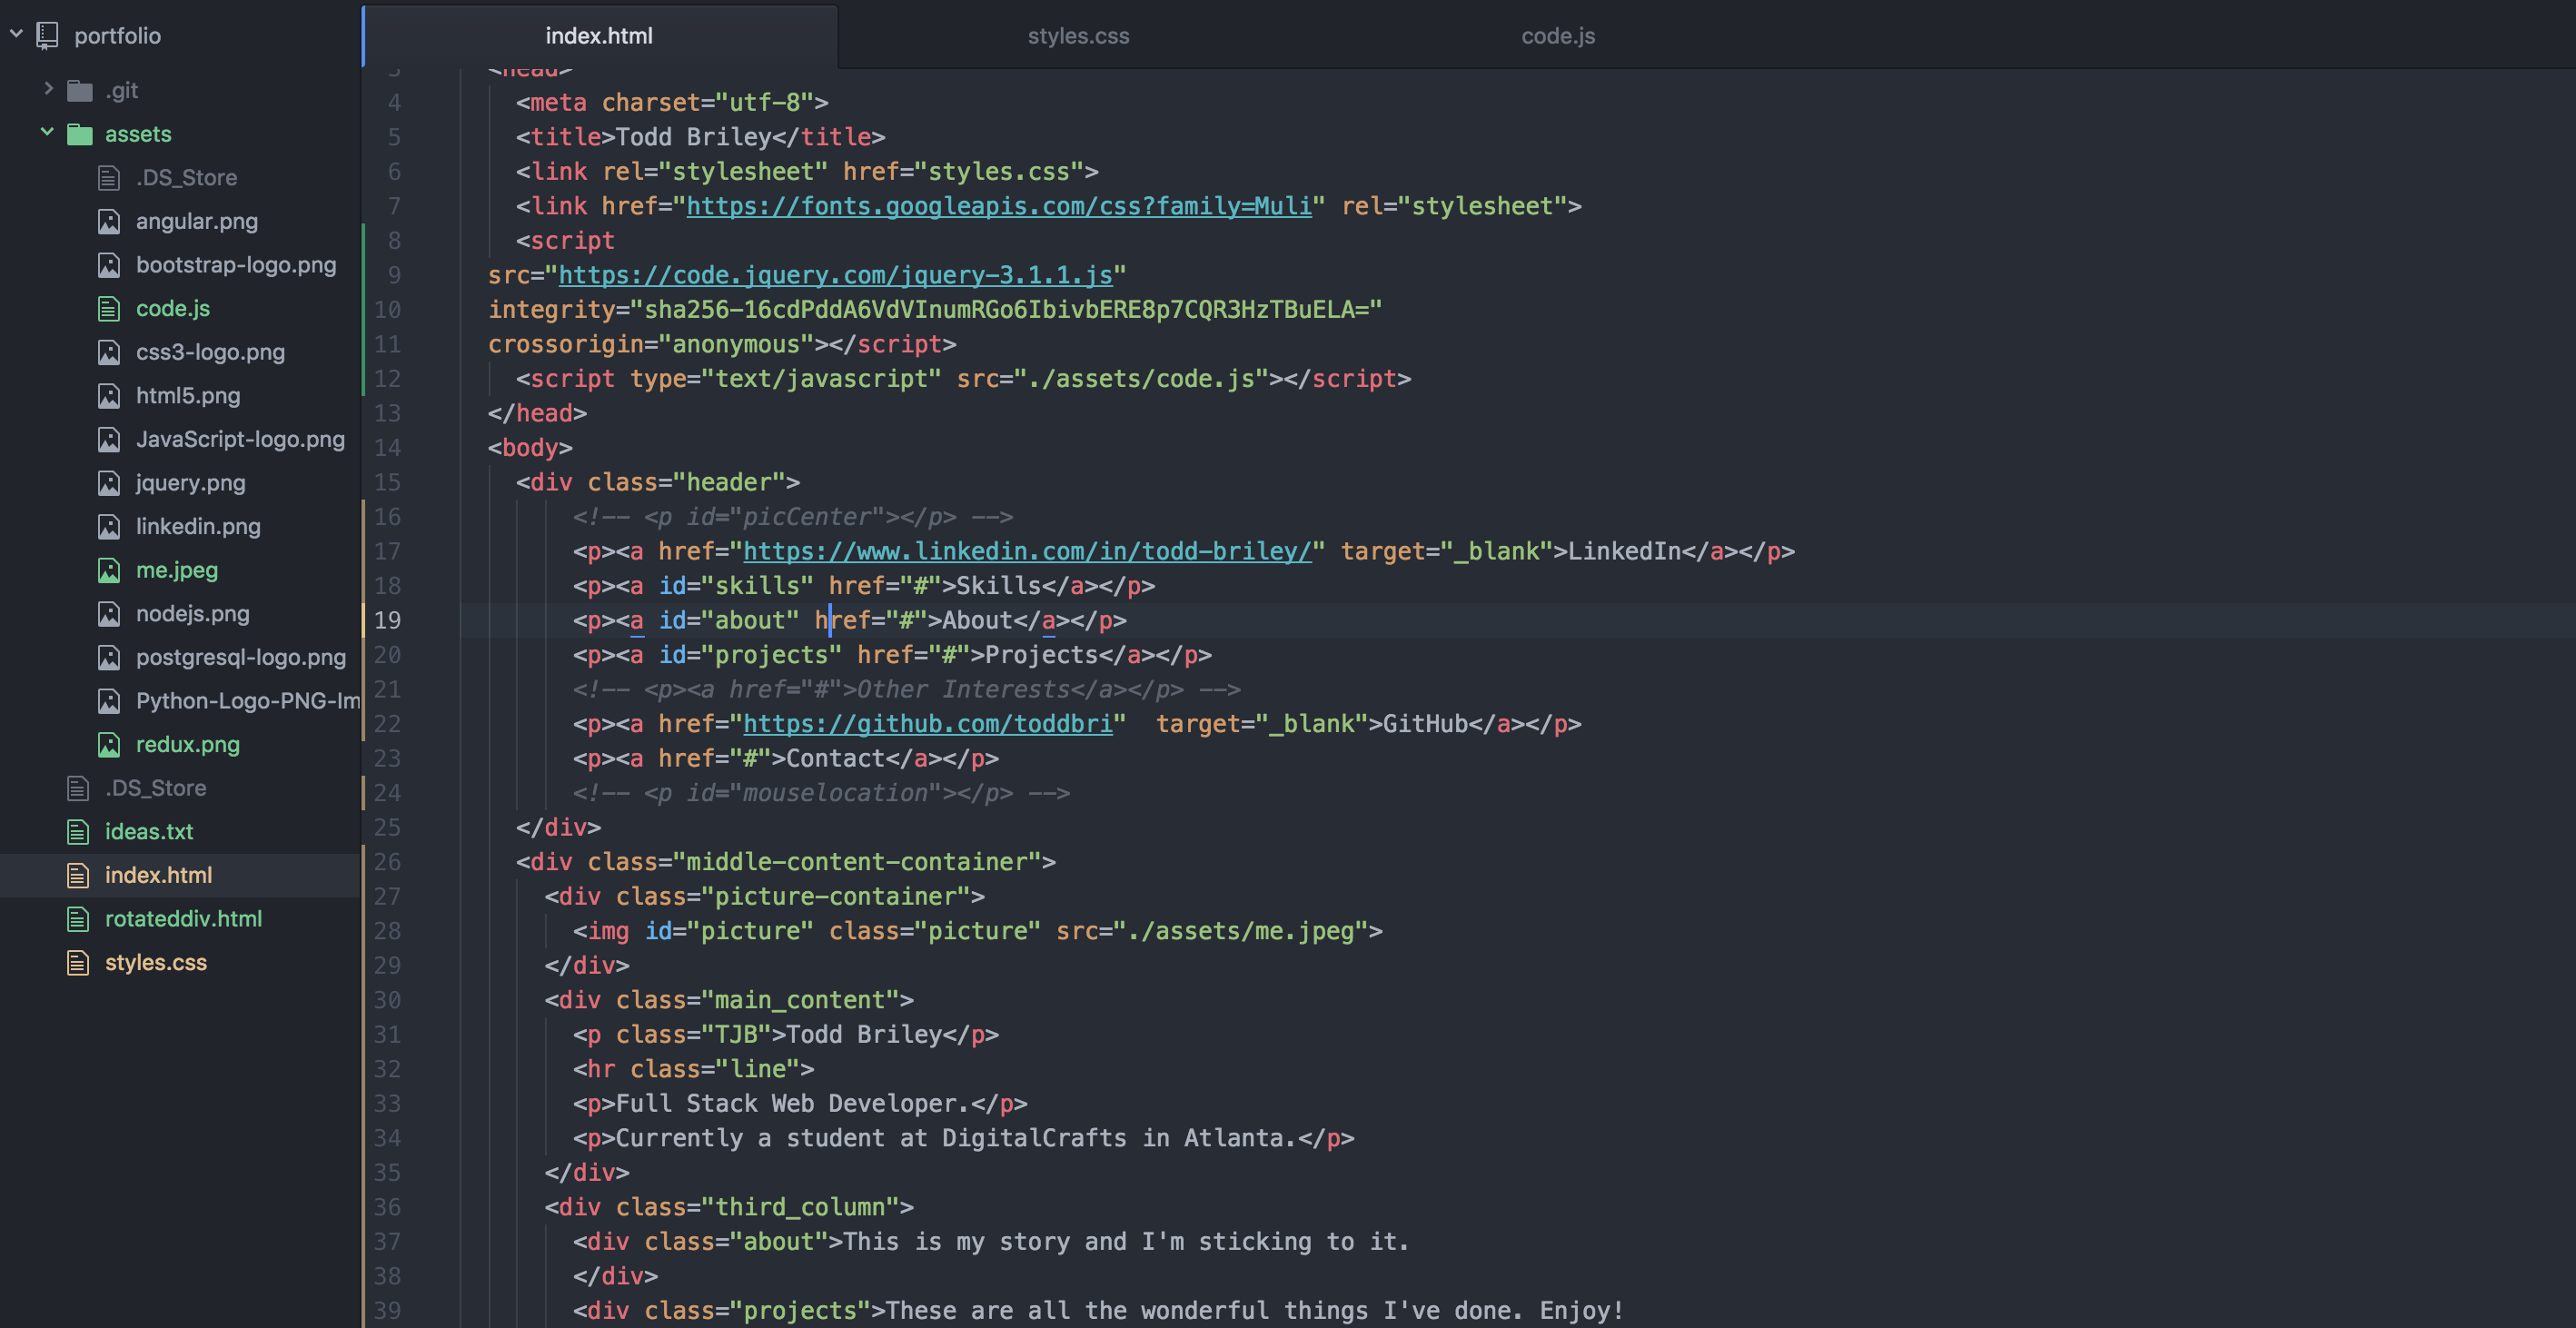 portfolio
.git
assets
.DS_Store
angular.png
bootstrap-logo.png
code.js
css3-logo.png
html5.png
JavaScript-logo.png
jquery.png
linkedin.png
me.jpeg
nodejs.png
postgresql-logo.png
Python-Logo-PNG-Im
redux.png
.DS_Store
ideas.txt
index.html
rotateddiv.html
styles.css
index.html styles.css code.js
3 <head>
4 <meta charset="utf-8">
5 <title>Todd Briley</title>
6 <link rel="stylesheet" href="styles.css">
7 <link href="https://fonts.googleapis.com/css?family=Muli" rel="stylesheet">
8 <script
9 src="https://code.jquery.com/jquery-3.1.1.js"
10 integrity="sha256-16cdPddA6VdVInumRGo6IbivbERE8p7CQR3HzTBuELA="
11 crossorigin="anonymous"></script>
12 <script type="text/javascript" src="./assets/code.js"></script>
13 </head>
14 <body>
15 <div class="header">
16 <!-- <p id="picCenter"></p> -->
17 <p><a href="https://www.linkedin.com/in/todd-briley/" target="_blank">LinkedIn</a></p>
18 <p><a id="skills" href="#">Skills</a></p>
19 <p><a id="about" href="#">About</a></p>
20 <p><a id="projects" href="#">Projects</a></p>
21 <!-- <p><a href="#">Other Interests</a></p> -->
22 <p><a href="https://github.com/toddbri"  target="_blank">GitHub</a></p>
23 <p><a href="#">Contact</a></p>
24 <!-- <p id="mouselocation"></p> -->
25 </div>
26 <div class="middle-content-container">
27 <div class="picture-container">
28 <img id="picture" class="picture" src="./assets/me.jpeg">
29 </div>
30 <div class="main_content">
31 <p class="TJB">Todd Briley</p>
32 <hr class="line">
33 <p>Full Stack Web Developer.</p>
34 <p>Currently a student at DigitalCrafts in Atlanta.</p>
35 </div>
36 <div class="third_column">
37 <div class="about">This is my story and I'm sticking to it.
38 </div>
39 <div class="projects">These are all the wonderful things I've done. Enjoy!